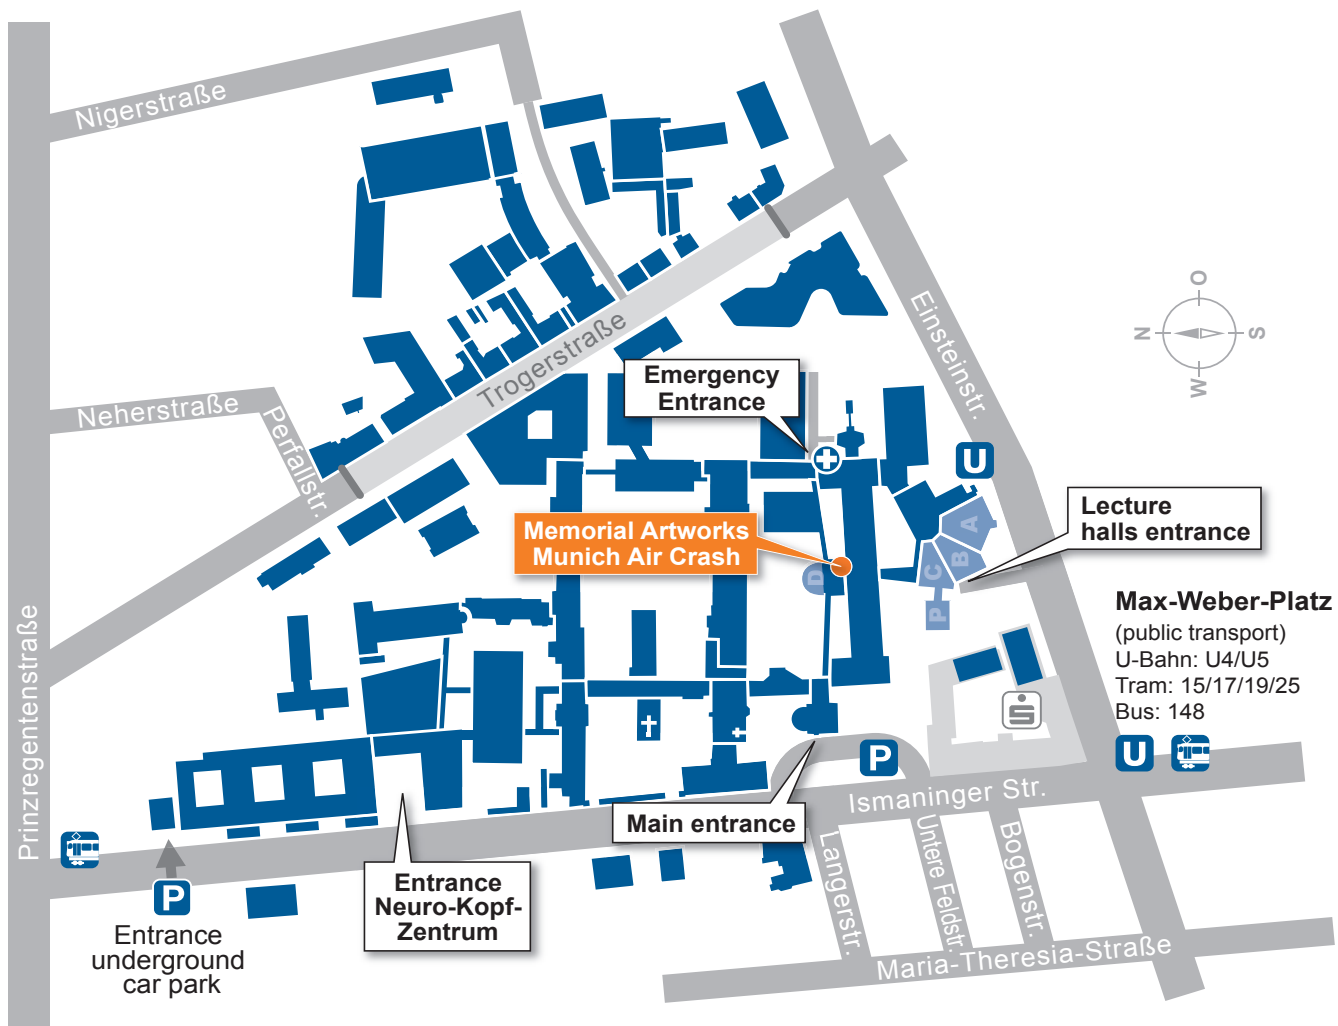 Nigerstraße
Neherstraße
Perfallstr.
Trogerstraße
Einsteinstr.
O
N
S
W
Emergency
Entrance
U
Lecture
halls entrance
Memorial Artworks
Munich Air Crash
A
B
C
D
P
Max-Weber-Platz
(public transport)
U-Bahn: U4/U5
Tram: 15/17/19/25
Bus: 148
U
S
P
Prinzregentenstraße
Ismaninger Str.
Main entrance
Langerstr.
Untere Feldstr.
Bogenstr.
Maria-Theresia-Straße
Entrance
Neuro-Kopf-
Zentrum
P
Entrance
underground
car park